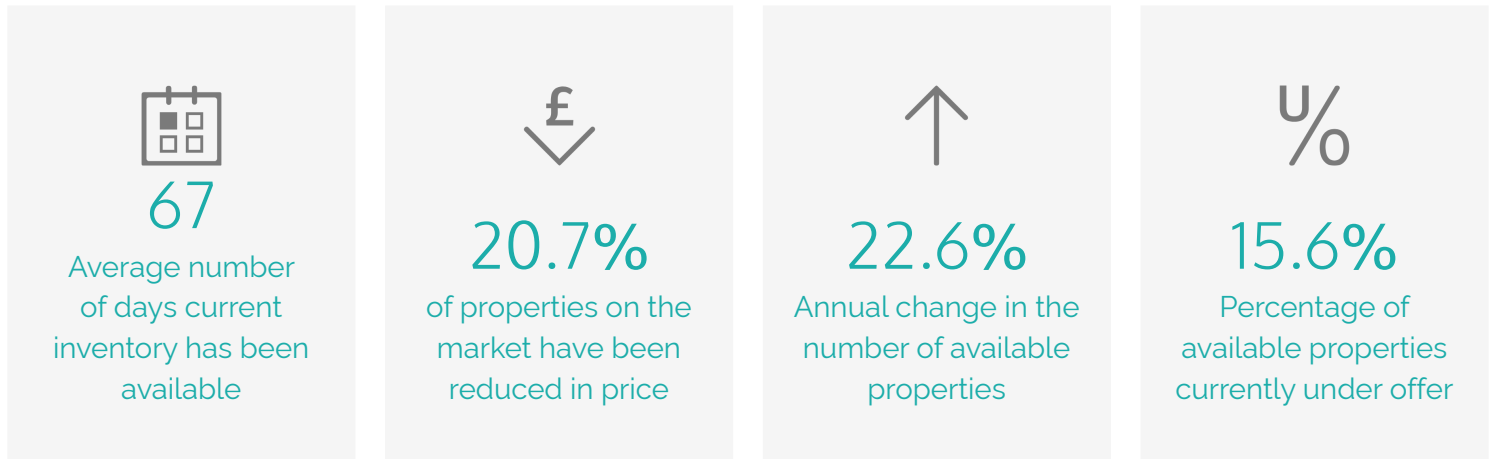 67
Average number
of days current
inventory has been
available
£
20.7%
of properties on the
market have been
reduced in price
22.6%
Annual change in the
number of available
properties
U/O
15.6%
Percentage of
available properties
currently under offer